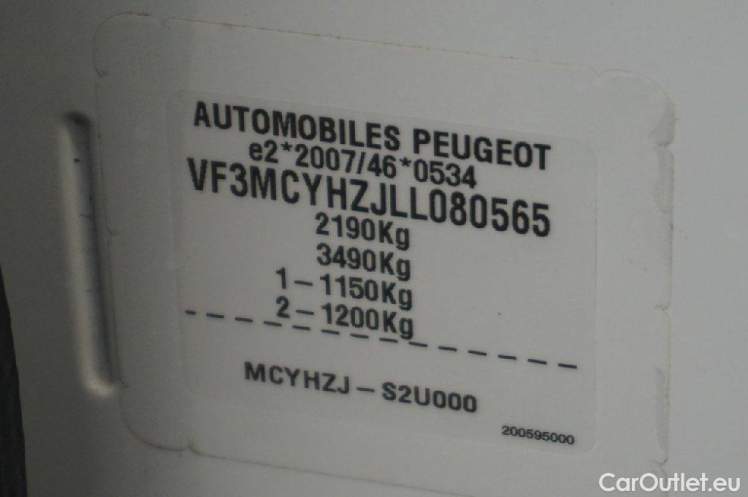 AUTOMOBILES PEUGEOT
e2*2007/46*0534
VF3MCYHZJLL080565
2190Kg
3490Kg
1-1150Kg
2-1200Kg
MCYHZJ-S2U000
200595000
CarOutlet.eu